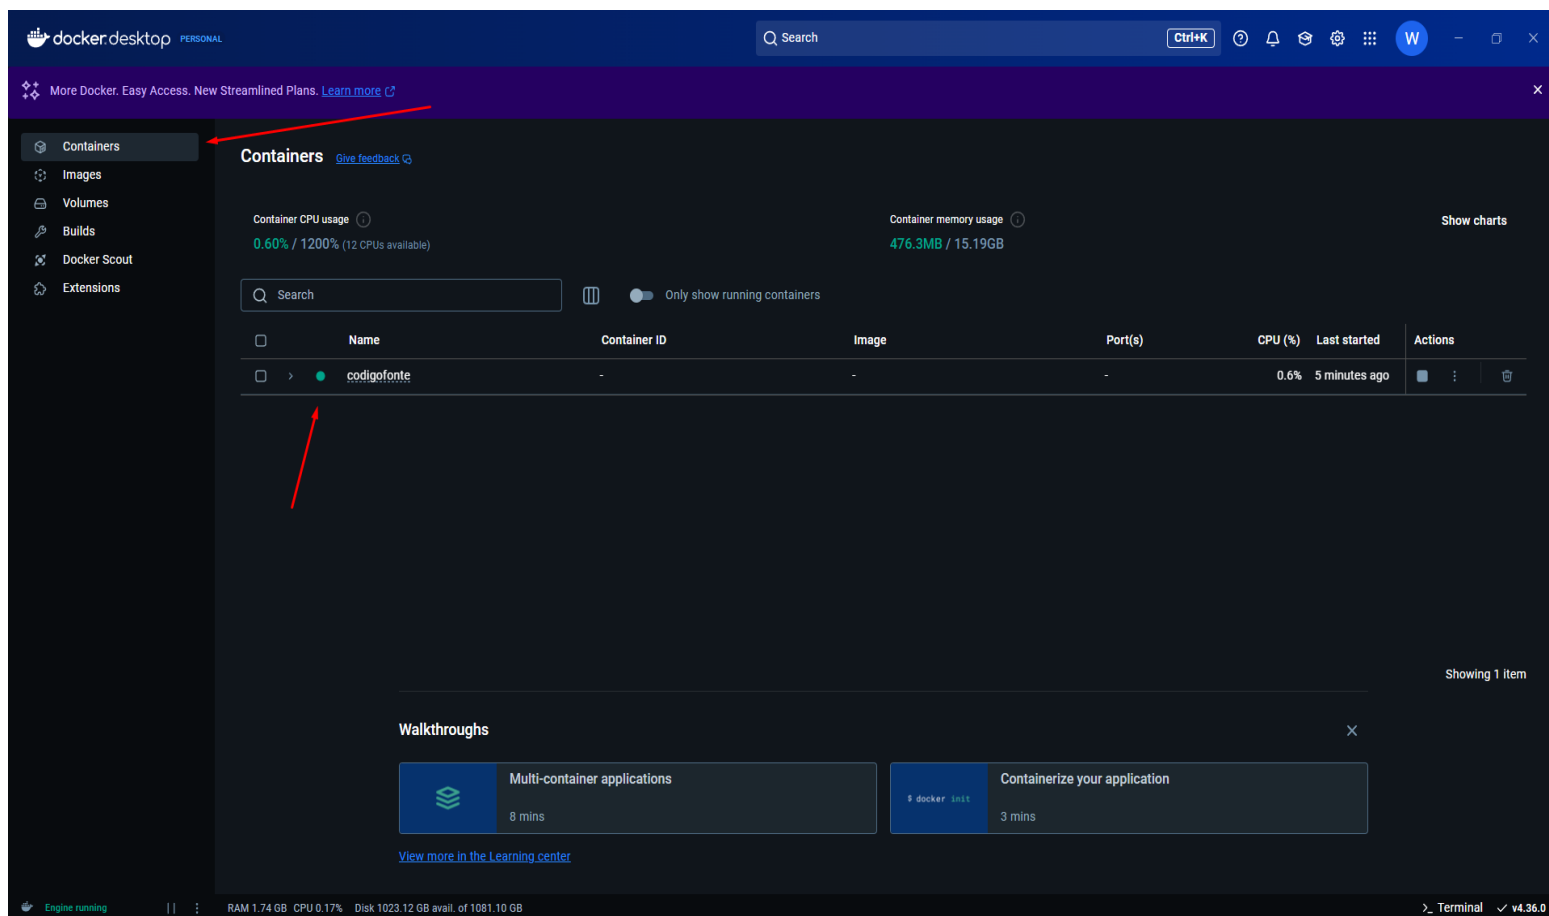 docker.desktop PERSONAL
Search
Ctrl+K
W
More Docker. Easy Access. New Streamlined Plans. Learn more
Containers
Images
Volumes
Builds
Docker Scout
Extensions
Containers Give feedback
Container CPU usage
0.60% / 1200% (12 CPUs available)
Container memory usage
476.3MB / 15.19GB
Show charts
Search
Only show running containers
Name Container ID Image Port(s) CPU (%) Last started Actions
codigofonte - - - 0.6% 5 minutes ago
Showing 1 item
Walkthroughs
Multi-container applications
8 mins
$ docker init
Containerize your application
3 mins
View more in the Learning center
Engine running
RAM 1.74 GB CPU 0.17% Disk 1023.12 GB avail. of 1081.10 GB
>_ Terminal v4.36.0